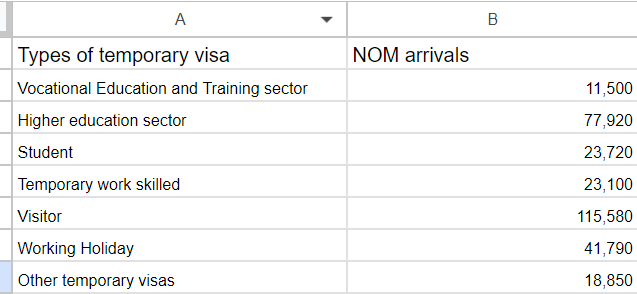 A B
Types of temporary visa NOM arrivals
Vocational Education and Training sector 11,500
Higher education sector 77,920
Student 23,720
Temporary work skilled 23,100
Visitor 115,580
Working Holiday 41,790
Other temporary visas 18,850